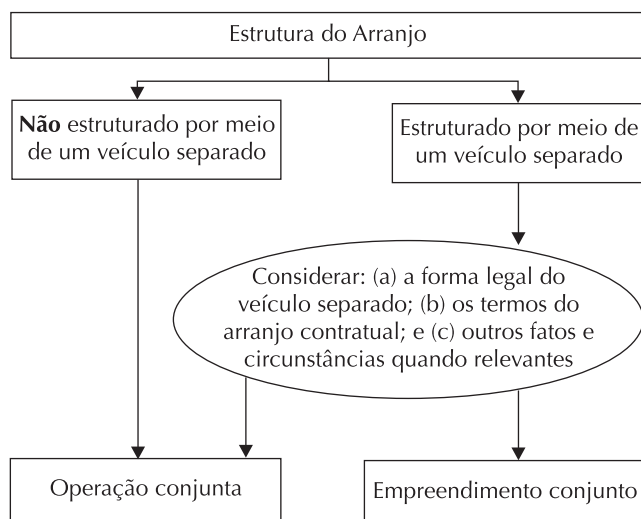 Estrutura do Arranjo
Não estruturado por meio
de um veículo separado
Estruturado por meio de
um veículo separado
Considerar: (a) a forma legal do
veículo separado; (b) os termos do
arranjo contratual; e (c) outros fatos e
circunstâncias quando relevantes
Operação conjunta
Empreendimento conjunto